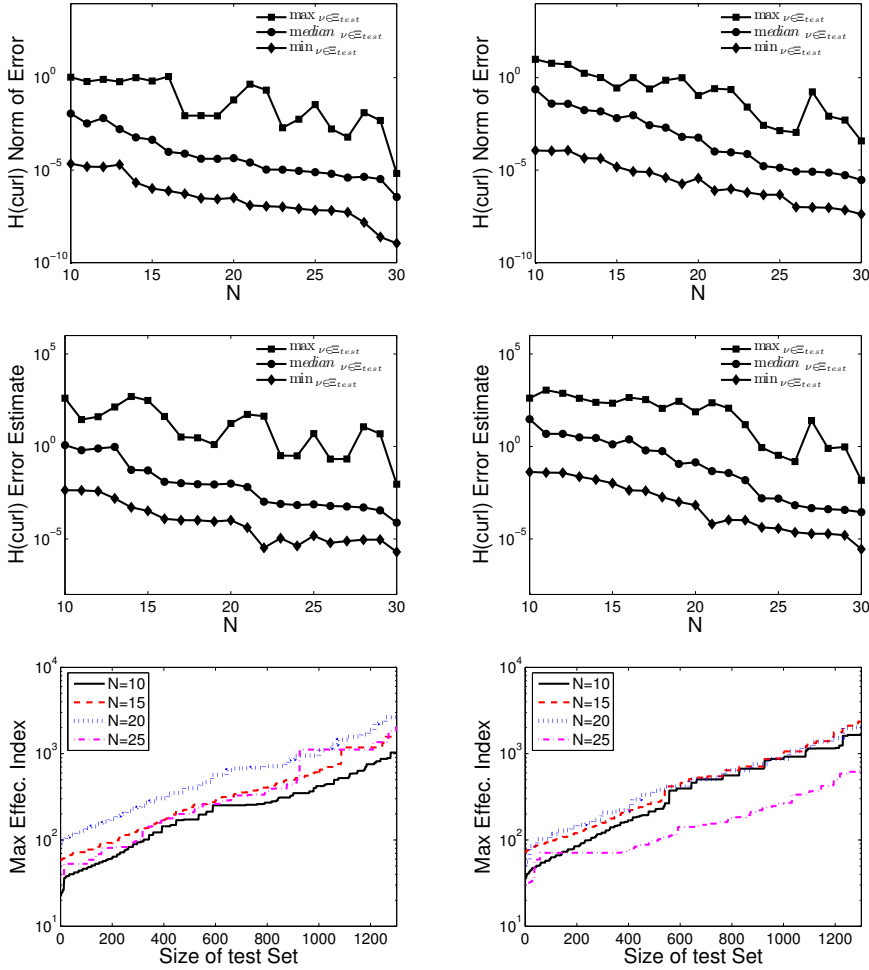 max ν∈Ξtest
median ν∈Ξtest
min ν∈Ξtest
H(curl) Norm of Error
10^0
10^-5
10^-10
10 15 20 25 30
N
max ν∈Ξtest
median ν∈Ξtest
min ν∈Ξtest
H(curl) Norm of Error
10^0
10^-5
10^-10
10 15 20 25 30
N
max ν∈Ξtest
median ν∈Ξtest
min ν∈Ξtest
H(curl) Error Estimate
10^5
10^0
10^-5
10 15 20 25 30
N
max ν∈Ξtest
median ν∈Ξtest
min ν∈Ξtest
H(curl) Error Estimate
10^5
10^0
10^-5
10 15 20 25 30
N
N=10
N=15
N=20
N=25
Max Effec. Index
10^4
10^3
10^2
10^1
0 200 400 600 800 1000 1200
Size of test Set
N=10
N=15
N=20
N=25
Max Effec. Index
10^4
10^3
10^2
10^1
0 200 400 600 800 1000 1200
Size of test Set